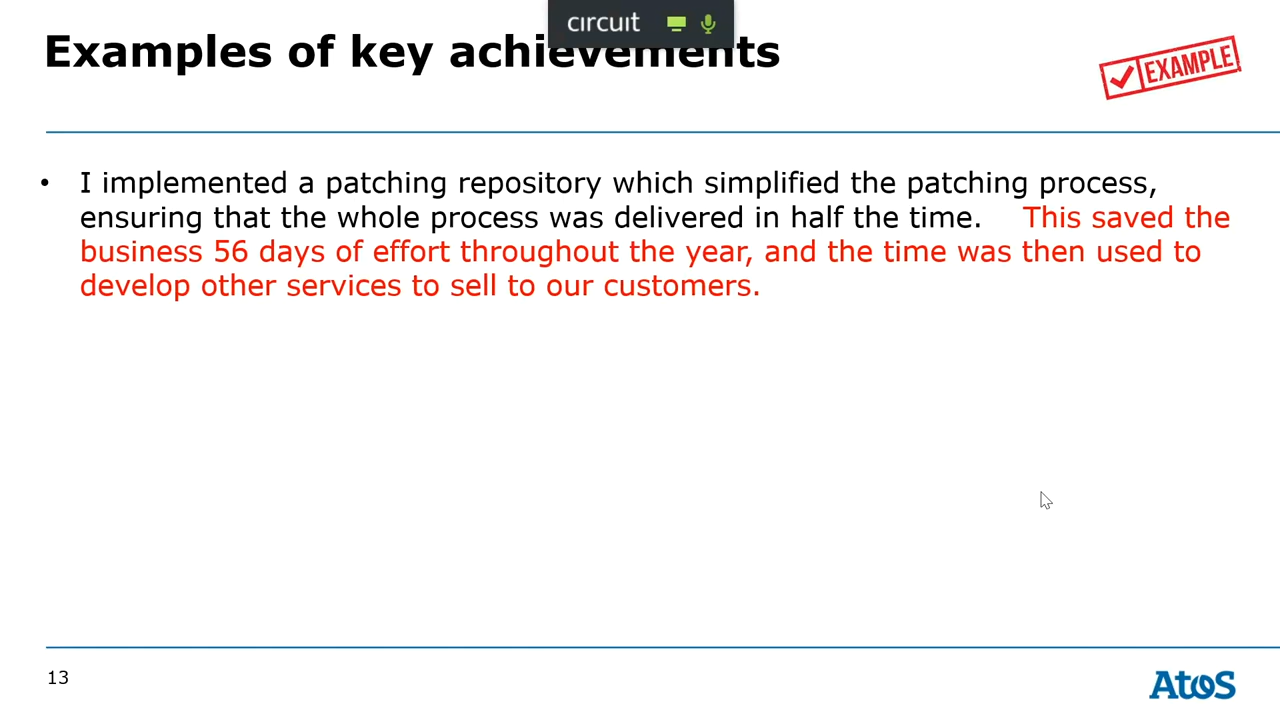 circuit
Examples of key achievements
EXAMPLE
• I implemented a patching repository which simplified the patching process,
ensuring that the whole process was delivered in half the time. This saved the
business 56 days of effort throughout the year, and the time was then used to
develop other services to sell to our customers.
13
Atos